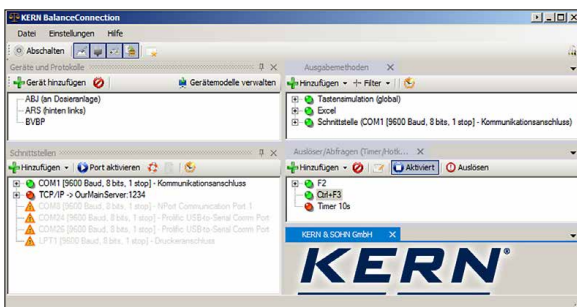 KERN BalanceConnection
Datei Einstellungen Hilfe
Abschalten
Geräte und Protokolle
Gerät hinzufügen Gerätemodelle verwalten
ABJ (an Dosieranlage)
ARS (hinten links)
BVBP
Schnittstellen
Hinzufügen Port aktivieren
COM1 [9600 Baud, 8 bits, 1 stop] - Kommunikationsanschluss
TCP/IP -> OurMainServer:1234
COM8 [9600 Baud, 8 bits, 1 stop] - NPort Communication Port 1
COM24 [9600 Baud, 8 bits, 1 stop] - Prolific USB-to-Serial Comm Port
COM26 [9600 Baud, 8 bits, 1 stop] - Prolific USB-to-Serial Comm Port
LPT1 [9600 Baud, 8 bits, 1 stop] - Druckeranschluss
Ausgabemethoden
Hinzufügen Filter
Tastensimulation (global)
Excel
Schnittstelle (COM1 [9600 Baud, 8 bits, 1 stop] - Kommunikationsan
Auslöser/Abfragen (Timer/Hotk...
Hinzufügen Aktiviert Auslösen
F2
Ctrl+F3
Timer 10s
KERN & SOHN GmbH
KERN®